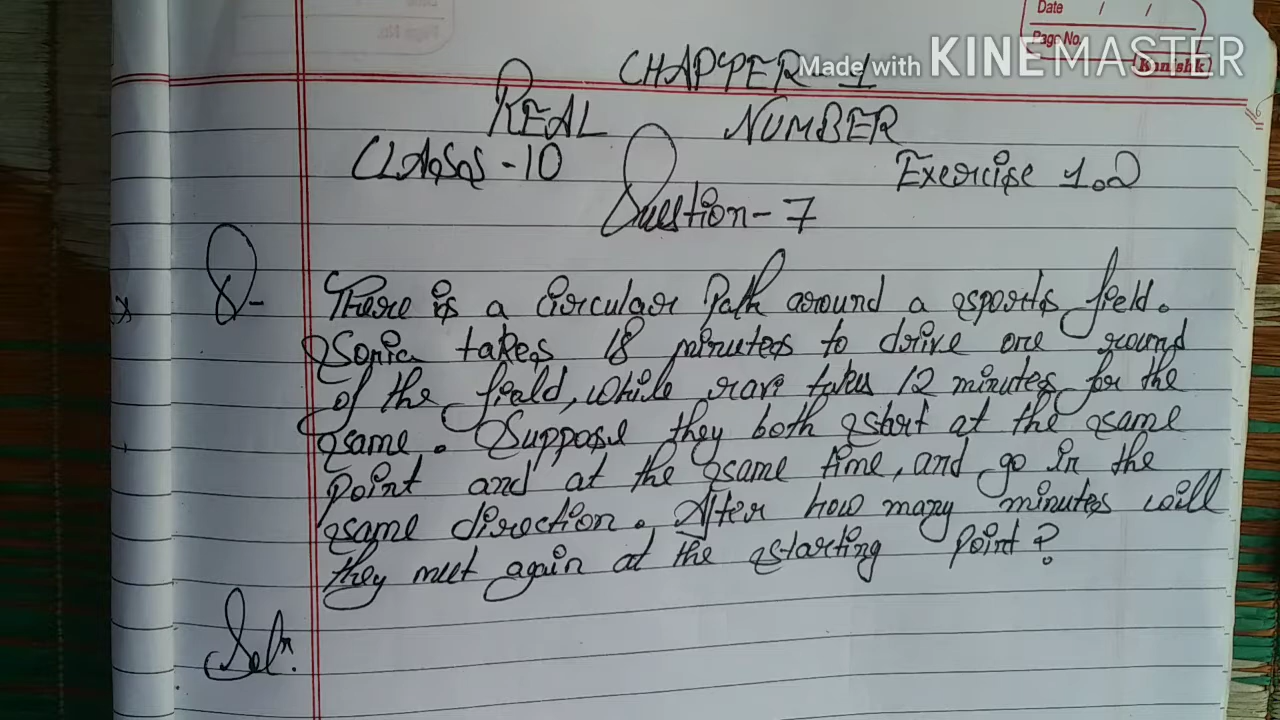 Date / /
Page No.
Made with KINEMASTER
Kanishk
CHAPTER-1
REAL NUMBER
CLASS-10 Exercise 1.2
Question-7
Q- There is a circular Path around a sports field.
Sonia takes 18 minutes to drive one round
of the field, while ravi takes 12 minutes for the
same. Suppose they both start at the same
point and at the same time, and go in the
same direction. After how many minutes will
they meet again at the starting point?
Solⁿ.